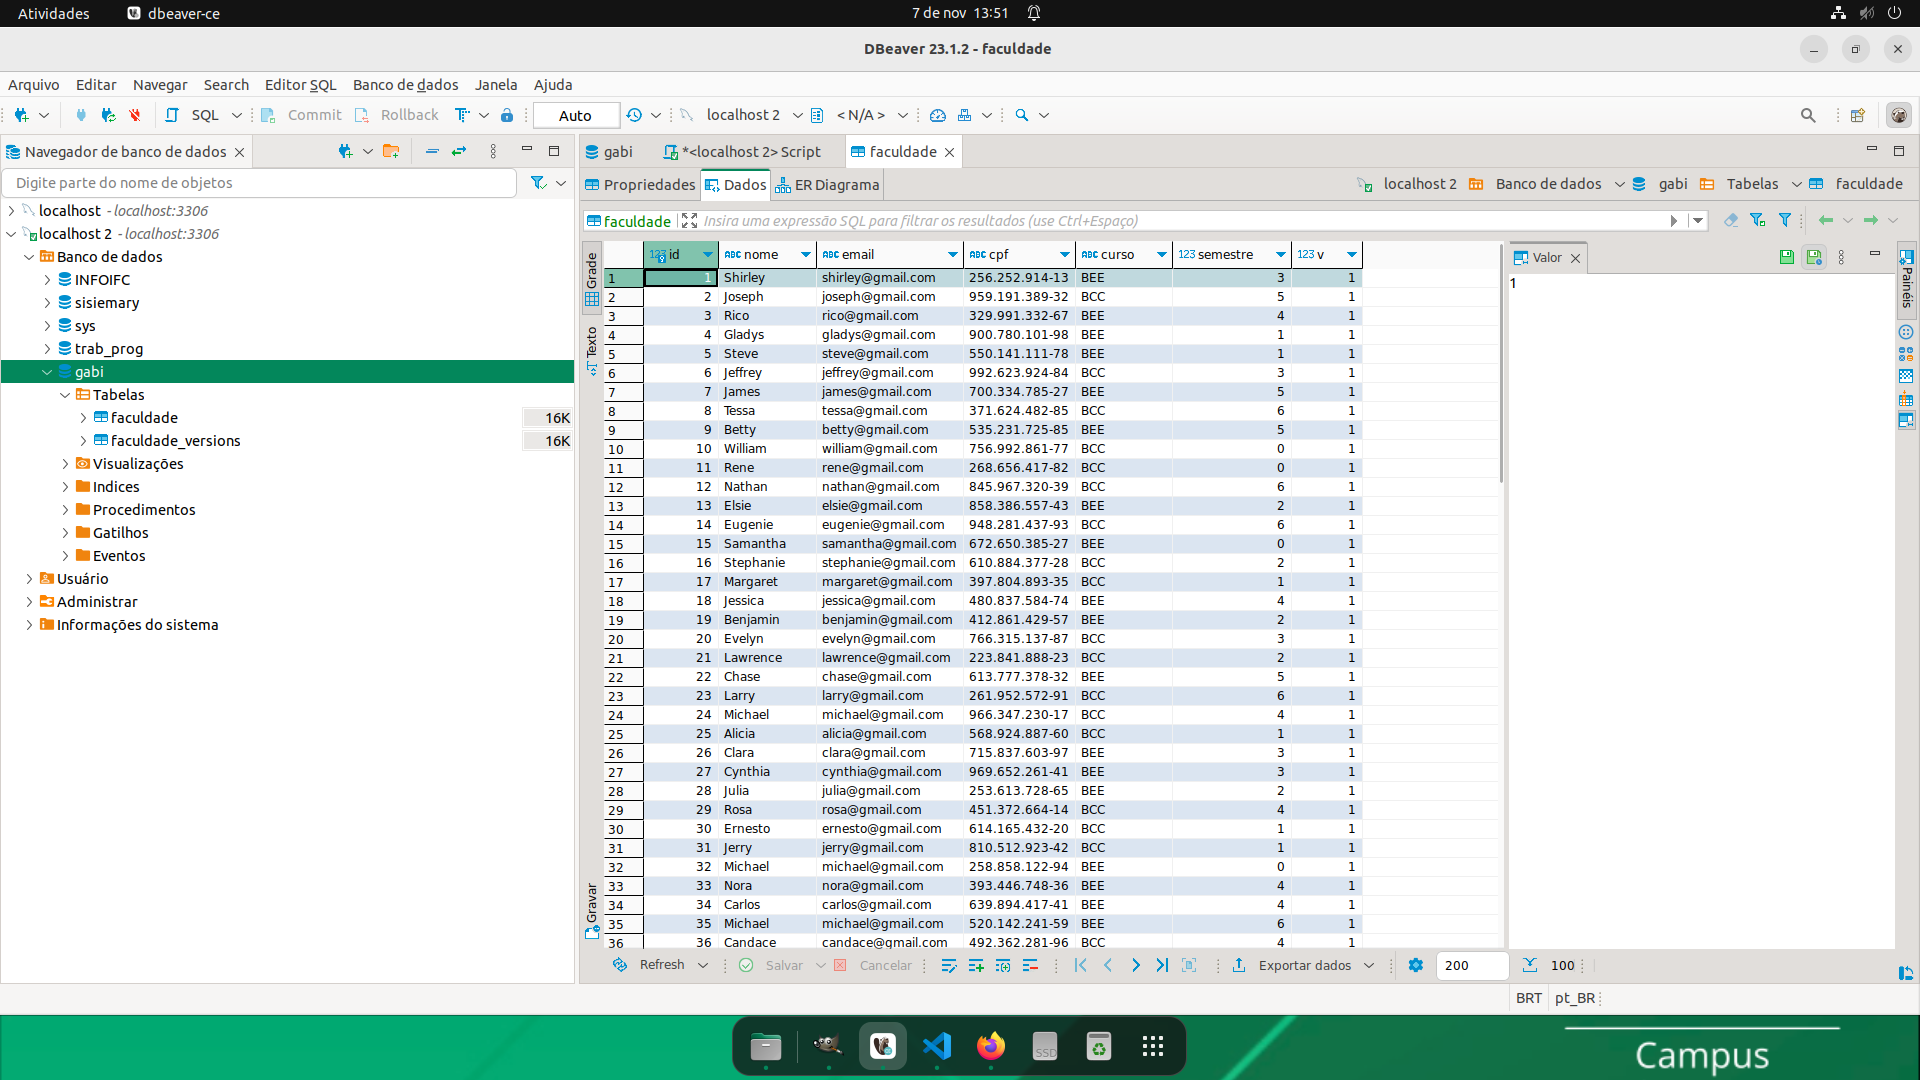 Atividades dbeaver-ce 7 de nov 13:51
DBeaver 23.1.2 - faculdade
Arquivo Editar Navegar Search Editor SQL Banco de dados Janela Ajuda
SQL Commit Rollback Auto localhost 2 < N/A >
Navegador de banco de dados
Digite parte do nome de objetos
localhost - localhost:3306
localhost 2 - localhost:3306
Banco de dados
INFOIFC
sisiemary
sys
trab_prog
gabi
Tabelas
faculdade 16K
faculdade_versions 16K
Visualizações
Indices
Procedimentos
Gatilhos
Eventos
Usuário
Administrar
Informações do sistema
gabi *<localhost 2> Script faculdade
Propriedades Dados ER Diagrama localhost 2 Banco de dados gabi Tabelas faculdade
faculdade Insira uma expressão SQL para filtrar os resultados (use Ctrl+Espaço)
Grade
Texto
Gravar
123 id ABC nome ABC email ABC cpf ABC curso 123 semestre 123 v
1 1 Shirley shirley@gmail.com 256.252.914-13 BEE 3 1
2 2 Joseph joseph@gmail.com 959.191.389-32 BCC 5 1
3 3 Rico rico@gmail.com 329.991.332-67 BEE 4 1
4 4 Gladys gladys@gmail.com 900.780.101-98 BEE 1 1
5 5 Steve steve@gmail.com 550.141.111-78 BEE 1 1
6 6 Jeffrey jeffrey@gmail.com 992.623.924-84 BCC 3 1
7 7 James james@gmail.com 700.334.785-27 BEE 5 1
8 8 Tessa tessa@gmail.com 371.624.482-85 BCC 6 1
9 9 Betty betty@gmail.com 535.231.725-85 BEE 5 1
10 10 William william@gmail.com 756.992.861-77 BCC 0 1
11 11 Rene rene@gmail.com 268.656.417-82 BCC 0 1
12 12 Nathan nathan@gmail.com 845.967.320-39 BCC 6 1
13 13 Elsie elsie@gmail.com 858.386.557-43 BEE 2 1
14 14 Eugenie eugenie@gmail.com 948.281.437-93 BCC 6 1
15 15 Samantha samantha@gmail.com 672.650.385-27 BEE 0 1
16 16 Stephanie stephanie@gmail.com 610.884.377-28 BCC 2 1
17 17 Margaret margaret@gmail.com 397.804.893-35 BCC 1 1
18 18 Jessica jessica@gmail.com 480.837.584-74 BEE 4 1
19 19 Benjamin benjamin@gmail.com 412.861.429-57 BEE 2 1
20 20 Evelyn evelyn@gmail.com 766.315.137-87 BCC 3 1
21 21 Lawrence lawrence@gmail.com 223.841.888-23 BCC 2 1
22 22 Chase chase@gmail.com 613.777.378-32 BEE 5 1
23 23 Larry larry@gmail.com 261.952.572-91 BCC 6 1
24 24 Michael michael@gmail.com 966.347.230-17 BCC 4 1
25 25 Alicia alicia@gmail.com 568.924.887-60 BCC 1 1
26 26 Clara clara@gmail.com 715.837.603-97 BEE 3 1
27 27 Cynthia cynthia@gmail.com 969.652.261-41 BEE 3 1
28 28 Julia julia@gmail.com 253.613.728-65 BEE 2 1
29 29 Rosa rosa@gmail.com 451.372.664-14 BCC 4 1
30 30 Ernesto ernesto@gmail.com 614.165.432-20 BCC 1 1
31 31 Jerry jerry@gmail.com 810.512.923-42 BCC 1 1
32 32 Michael michael@gmail.com 258.858.122-94 BEE 0 1
33 33 Nora nora@gmail.com 393.446.748-36 BEE 4 1
34 34 Carlos carlos@gmail.com 639.894.417-41 BEE 4 1
35 35 Michael michael@gmail.com 520.142.241-59 BEE 6 1
36 36 Candace candace@gmail.com 492.362.281-96 BCC 4 1
Valor
1
Painéis
Refresh Salvar Cancelar Exportar dados 200 100
BRT pt_BR
SSD
Campus